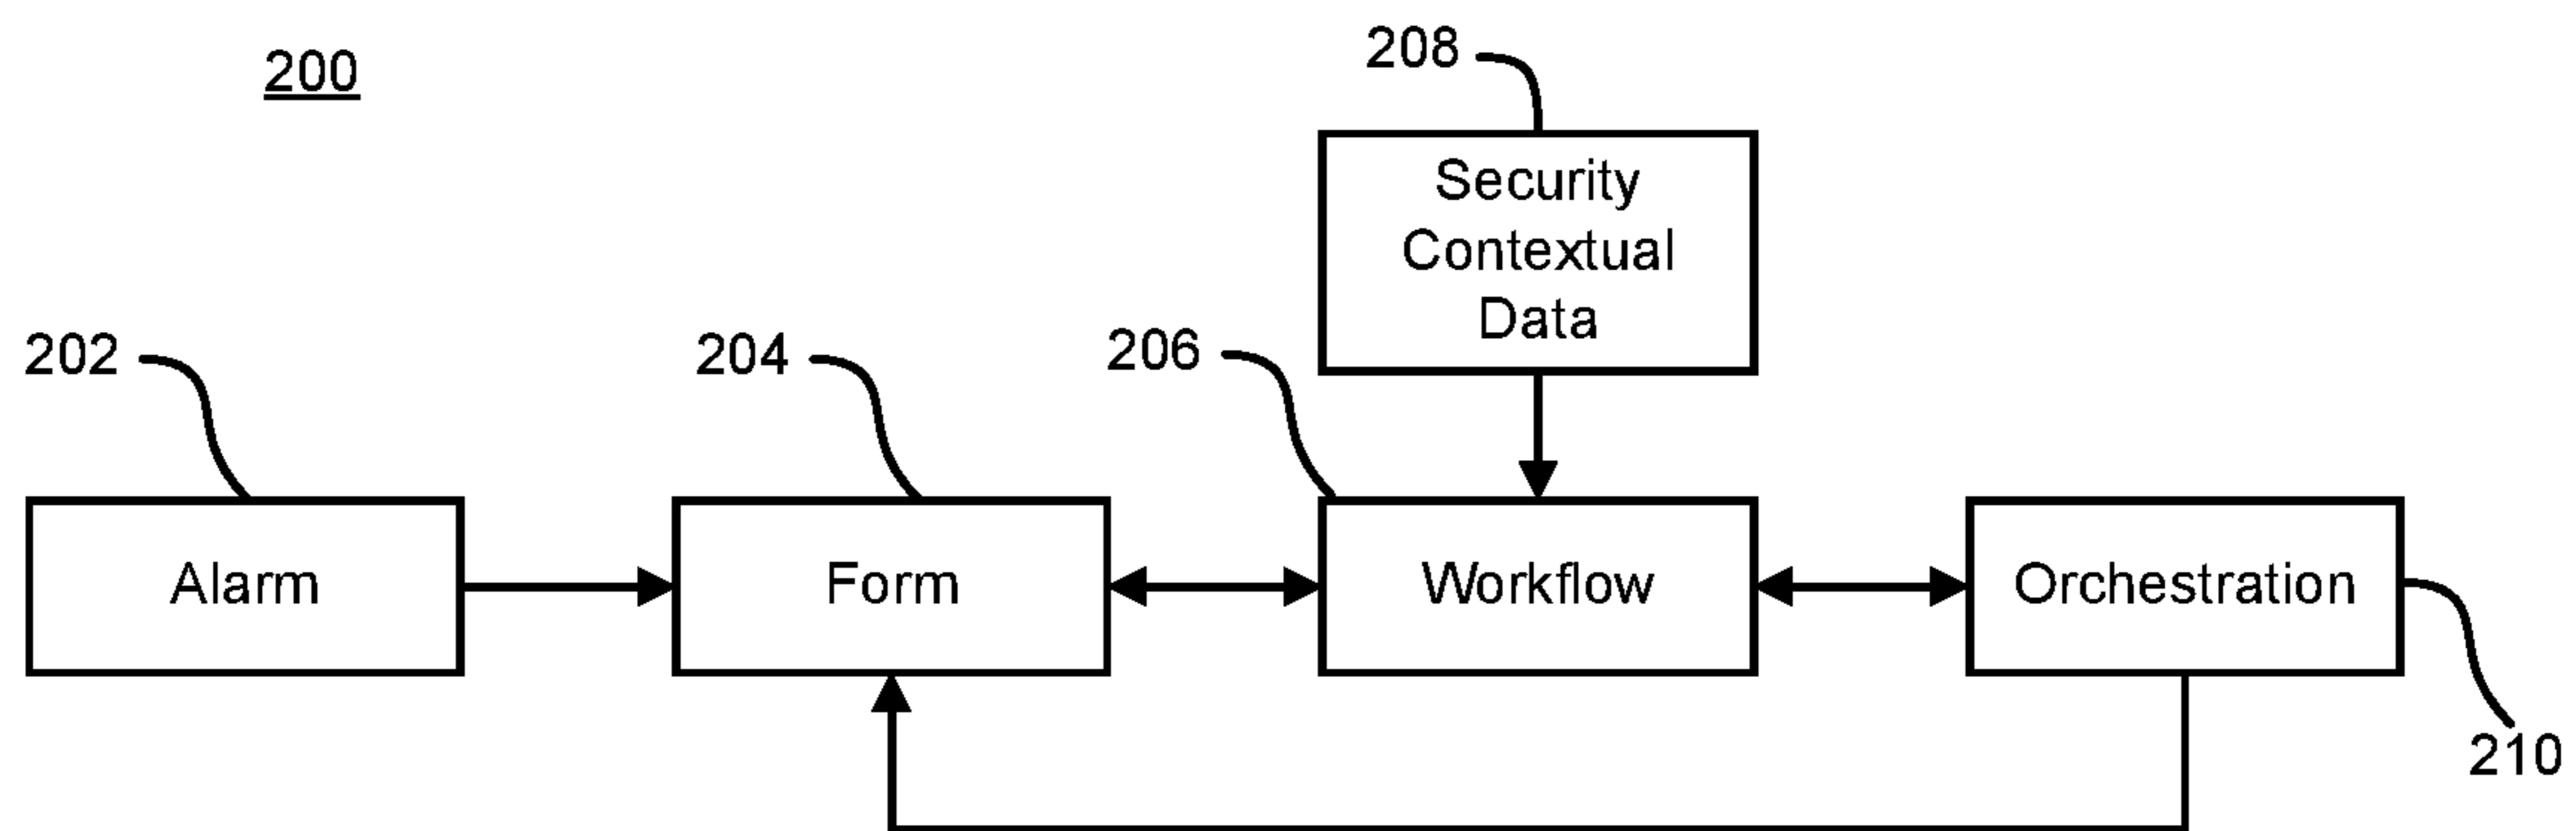 200
208
Security
Contextual
Data
202
204
206
Alarm
Form
Workflow
Orchestration
210